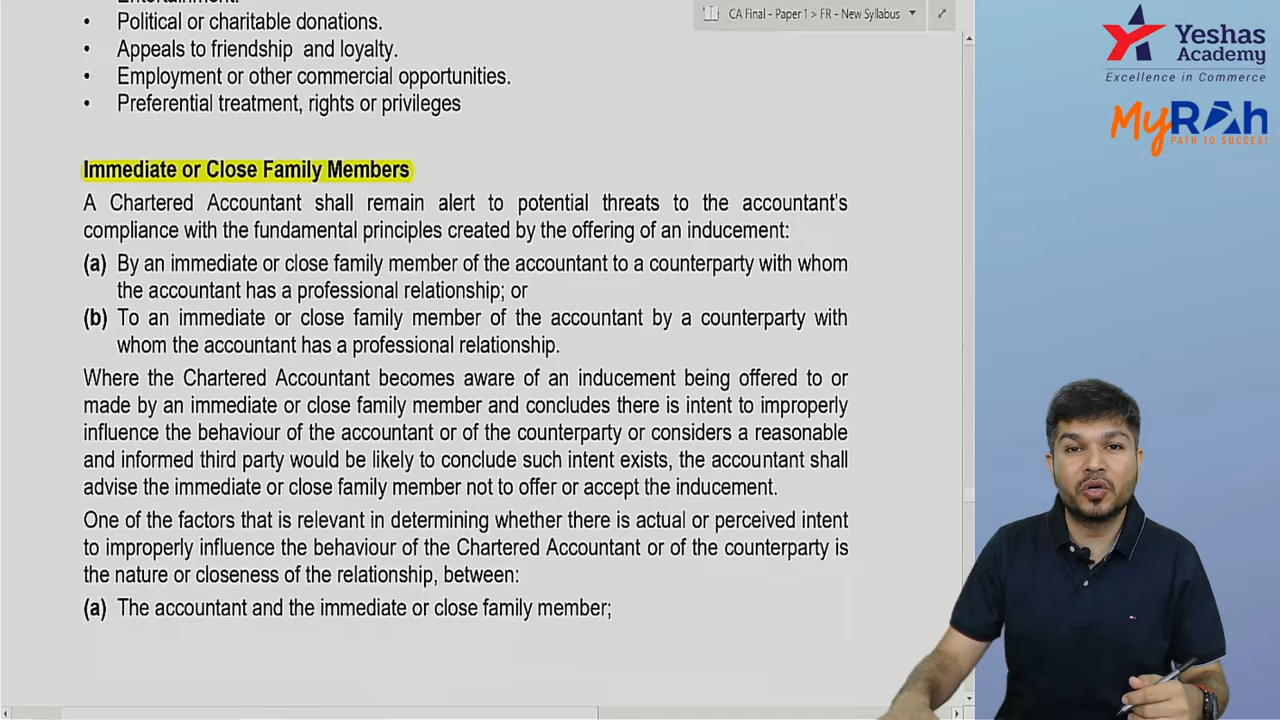 Entertainment.
• Political or charitable donations.
• Appeals to friendship and loyalty.
• Employment or other commercial opportunities.
• Preferential treatment, rights or privileges
CA Final - Paper 1 > FR - New Syllabus
Immediate or Close Family Members
A Chartered Accountant shall remain alert to potential threats to the accountant's
compliance with the fundamental principles created by the offering of an inducement:
(a) By an immediate or close family member of the accountant to a counterparty with whom
the accountant has a professional relationship; or
(b) To an immediate or close family member of the accountant by a counterparty with
whom the accountant has a professional relationship.
Where the Chartered Accountant becomes aware of an inducement being offered to or
made by an immediate or close family member and concludes there is intent to improperly
influence the behaviour of the accountant or of the counterparty or considers a reasonable
and informed third party would be likely to conclude such intent exists, the accountant shall
advise the immediate or close family member not to offer or accept the inducement.
One of the factors that is relevant in determining whether there is actual or perceived intent
to improperly influence the behaviour of the Chartered Accountant or of the counterparty is
the nature or closeness of the relationship, between:
(a) The accountant and the immediate or close family member;
Yeshas
Academy
Excellence in Commerce
MyRAh
PATH TO SUCCESS